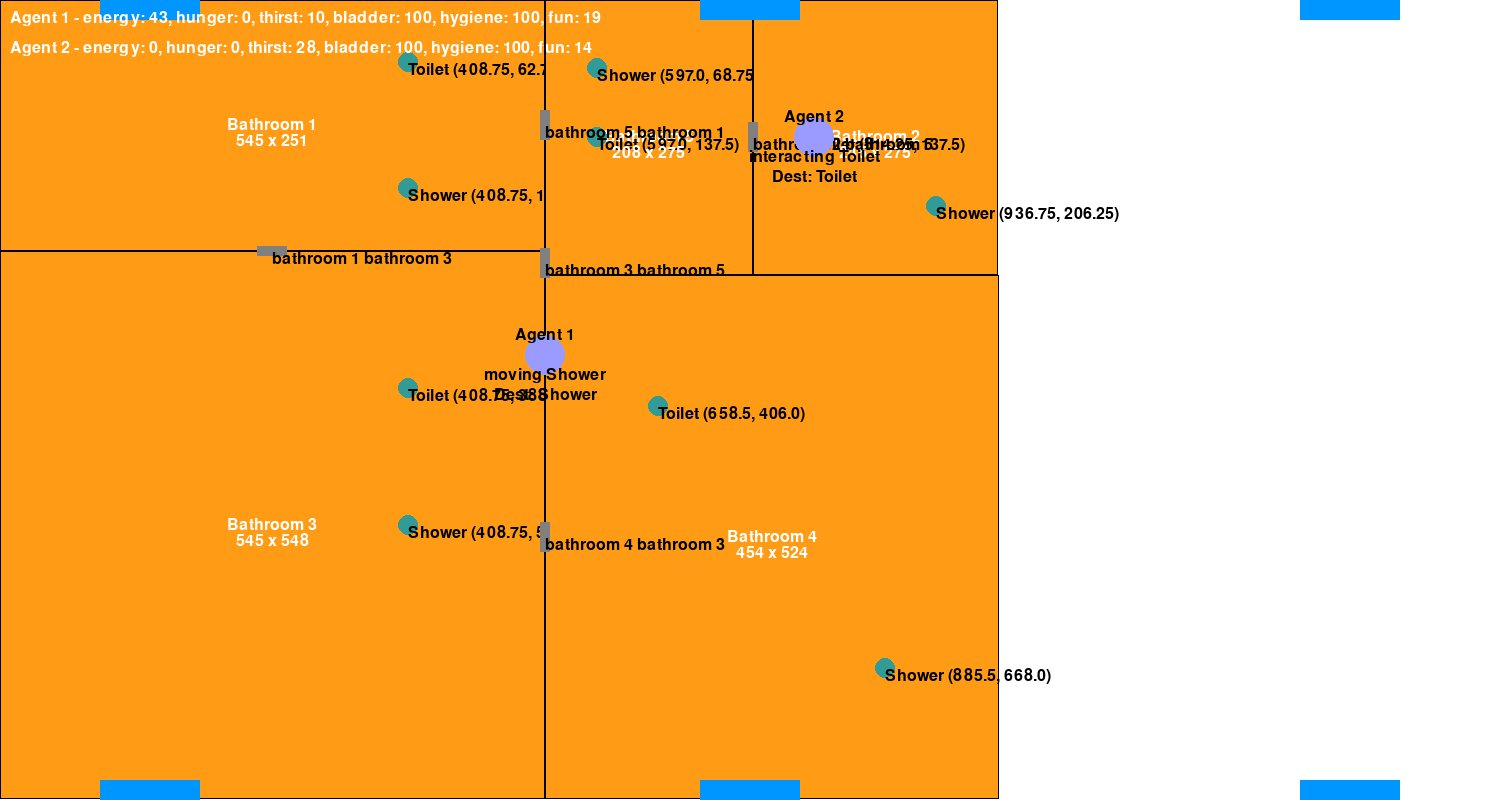 Agent 1 - energy: 43, hunger: 0, thirst: 10, bladder: 100, hygiene: 100, fun: 19
Agent 2 - energy: 0, hunger: 0, thirst: 28, bladder: 100, hygiene: 100, fun: 14
Toilet (408.75, 62.7
Shower (597.0, 68.75
Bathroom 1
545 x 251
bathroom 5 bathroom 1
Toilet (597.0, 137.5)
208 x 275
Agent 2
Bathroom 2
137.5)
275
interacting Toilet
Dest: Toilet
Shower (408.75, 1
Shower (936.75, 206.25)
bathroom 1 bathroom 3
bathroom 3 bathroom 5
Agent 1
moving Shower
Dest: Shower
Toilet (408.75, 38
Toilet (658.5, 406.0)
Bathroom 3
545 x 548
Shower (408.75, 5
bathroom 4 bathroom 3
Bathroom 4
454 x 524
Shower (885.5, 668.0)